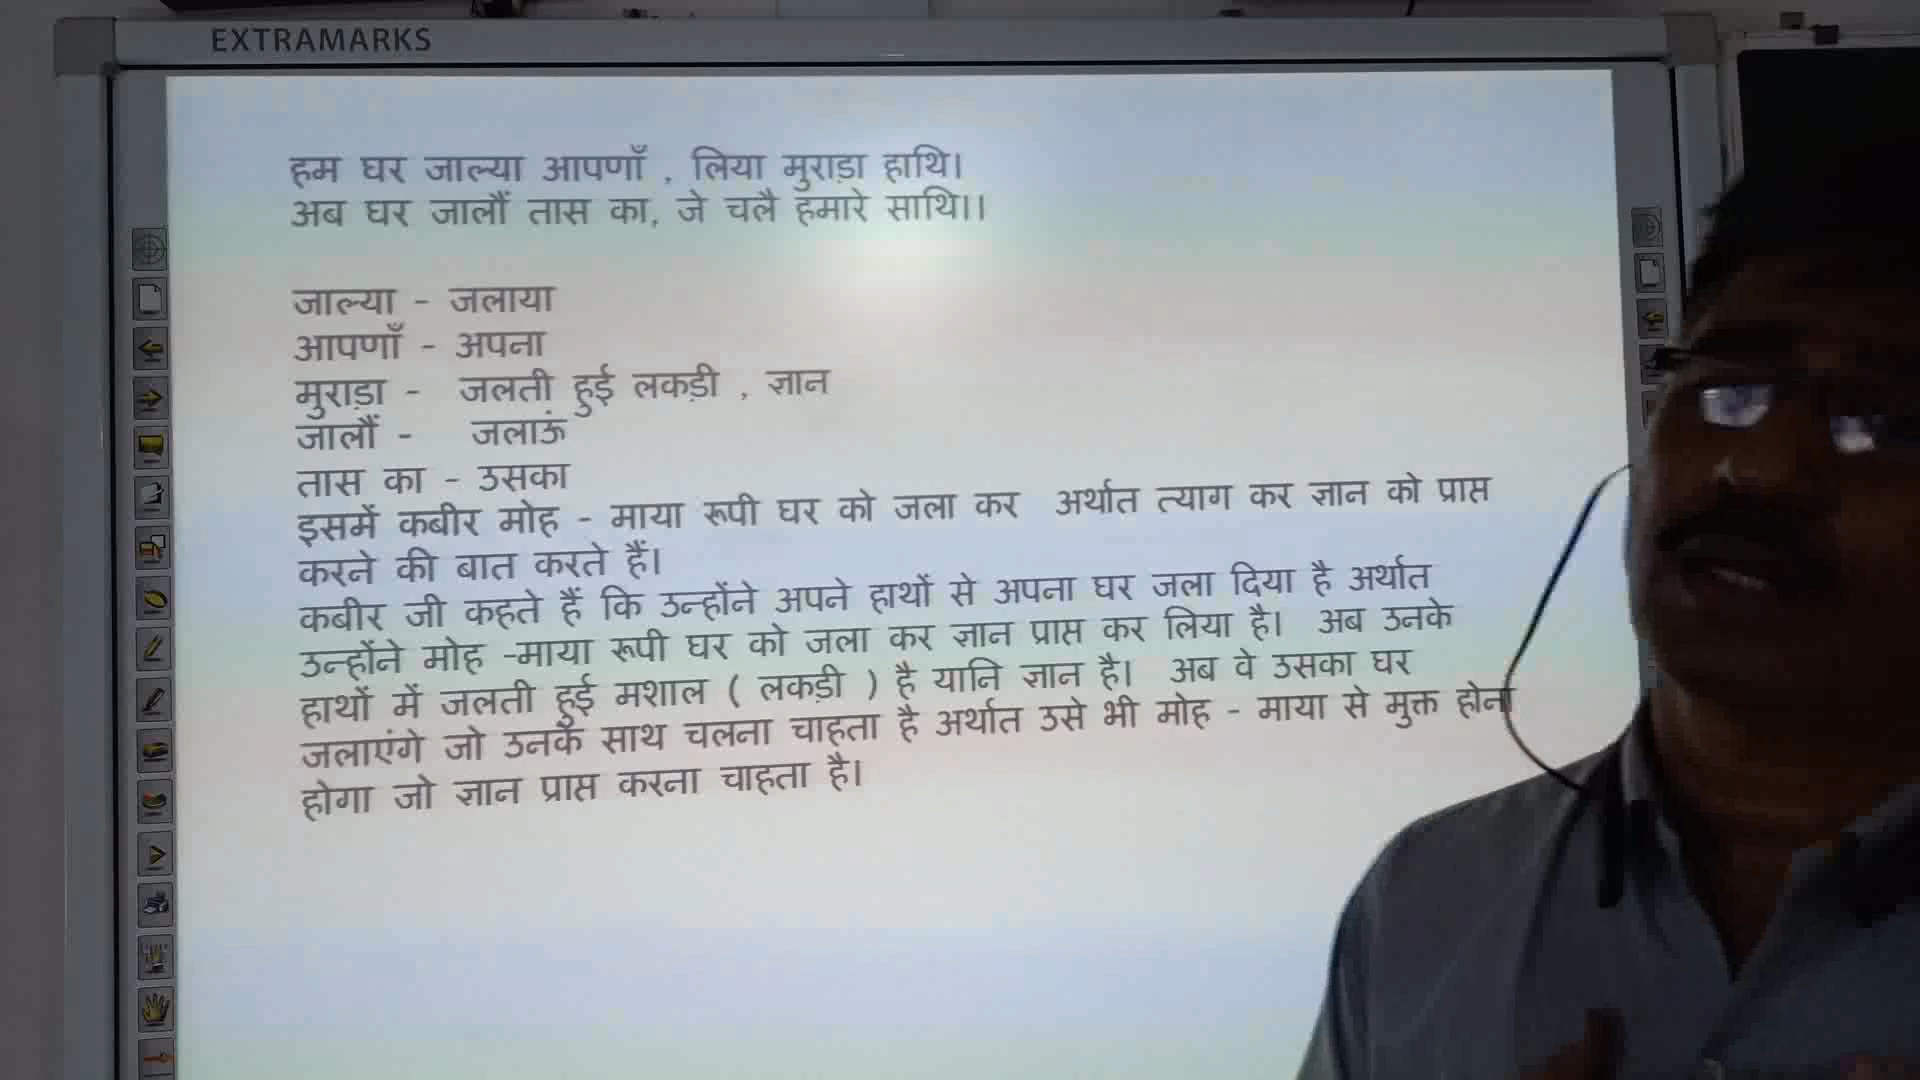 EXTRAMARKS
हम घर जाल्या आपणाँ , लिया मुराड़ा हाथि।
अब घर जालौं तास का, जे चलै हमारे साथि।।
जाल्या - जलाया
आपणाँ - अपना
मुराड़ा - जलती हुई लकड़ी , ज्ञान
जालौं - जलाऊं
तास का - उसका
इसमें कबीर मोह - माया रूपी घर को जला कर अर्थात त्याग कर ज्ञान को प्राप्त
करने की बात करते हैं।
कबीर जी कहते हैं कि उन्होंने अपने हाथों से अपना घर जला दिया है अर्थात
उन्होंने मोह -माया रूपी घर को जला कर ज्ञान प्राप्त कर लिया है। अब उनके
हाथों में जलती हुई मशाल ( लकड़ी ) है यानि ज्ञान है। अब वे उसका घर
जलाएंगे जो उनके साथ चलना चाहता है अर्थात उसे भी मोह - माया से मुक्त होना
होगा जो ज्ञान प्राप्त करना चाहता है।